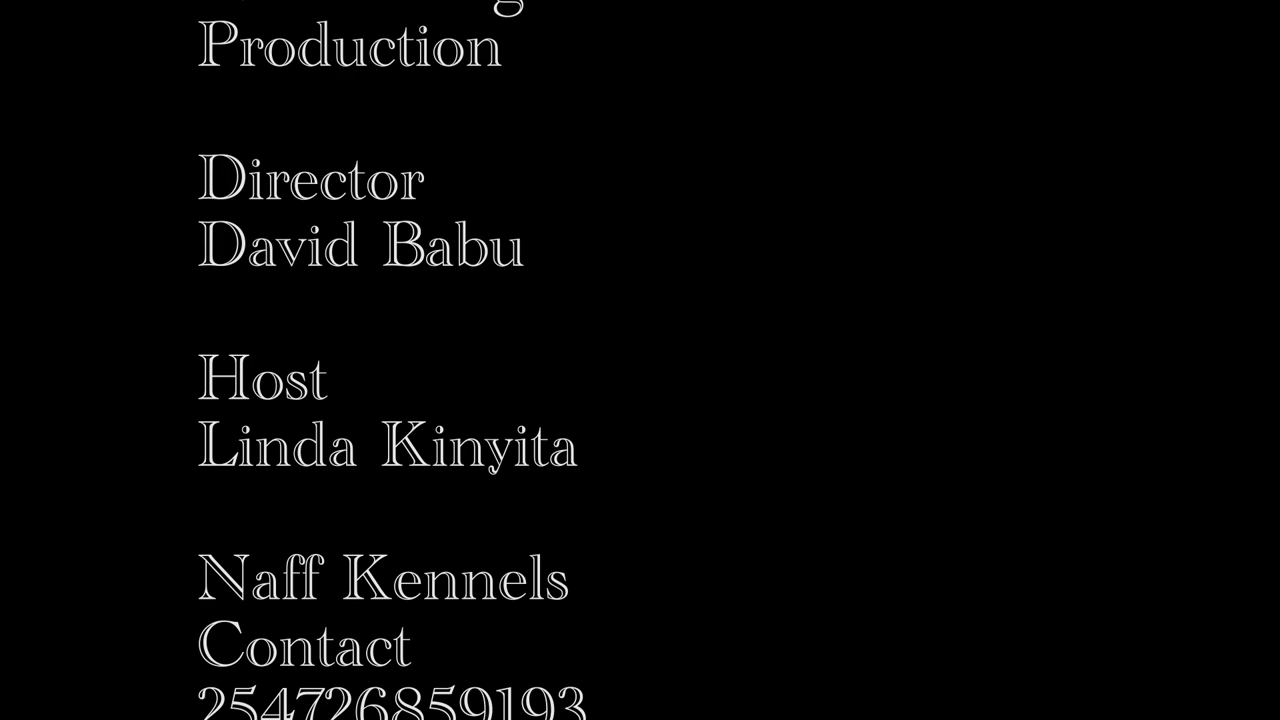 Production
Director
David Babu
Host
Linda Kinyita
Naff Kennels
Contact
254726859193